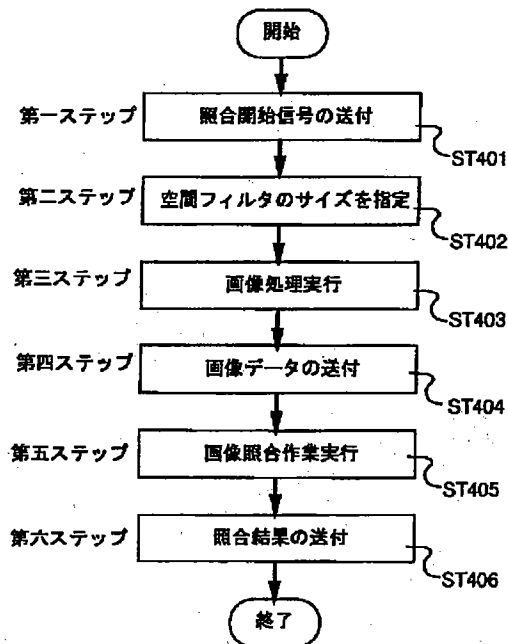 開始
第一ステップ
照合開始信号の送付
ST401
第二ステップ
空間フィルタのサイズを指定
ST402
第三ステップ
画像処理実行
ST403
第四ステップ
画像データの送付
ST404
第五ステップ
画像照合作業実行
ST405
第六ステップ
照合結果の送付
ST406
終了